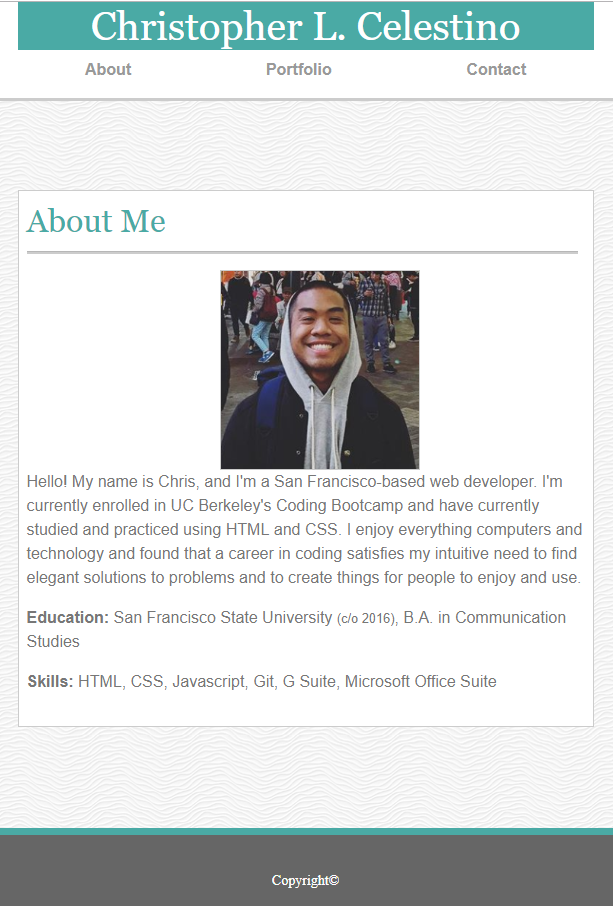 Christopher L. Celestino
About Portfolio Contact
About Me
Hello! My name is Chris, and I'm a San Francisco-based web developer. I'm
currently enrolled in UC Berkeley's Coding Bootcamp and have currently
studied and practiced using HTML and CSS. I enjoy everything computers and
technology and found that a career in coding satisfies my intuitive need to find
elegant solutions to problems and to create things for people to enjoy and use.
Education: San Francisco State University (c/o 2016), B.A. in Communication
Studies
Skills: HTML, CSS, Javascript, Git, G Suite, Microsoft Office Suite
Copyright©